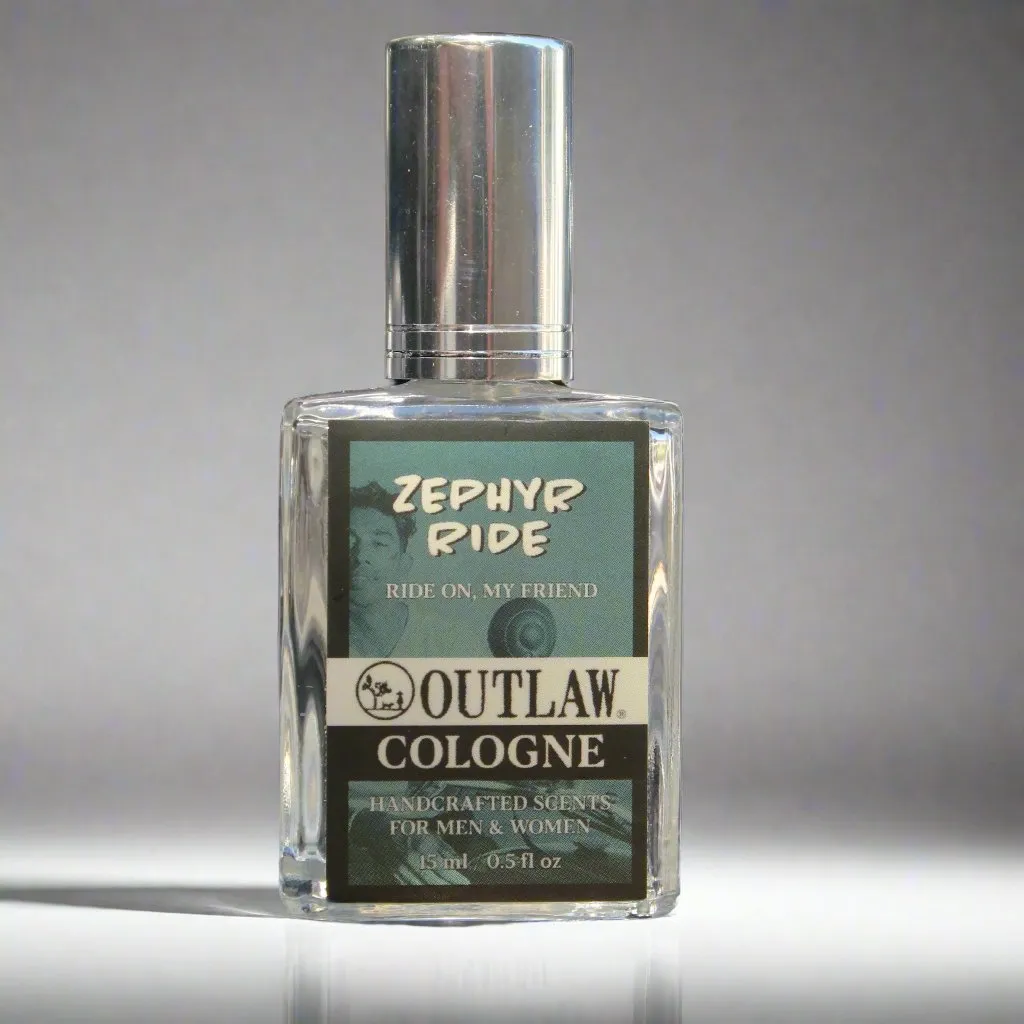 ZEPHYR
RIDE
RIDE ON, MY FRIEND
OUTLAW®
COLOGNE
HANDCRAFTED SCENTS
FOR MEN & WOMEN
15 ml 0.5 fl oz